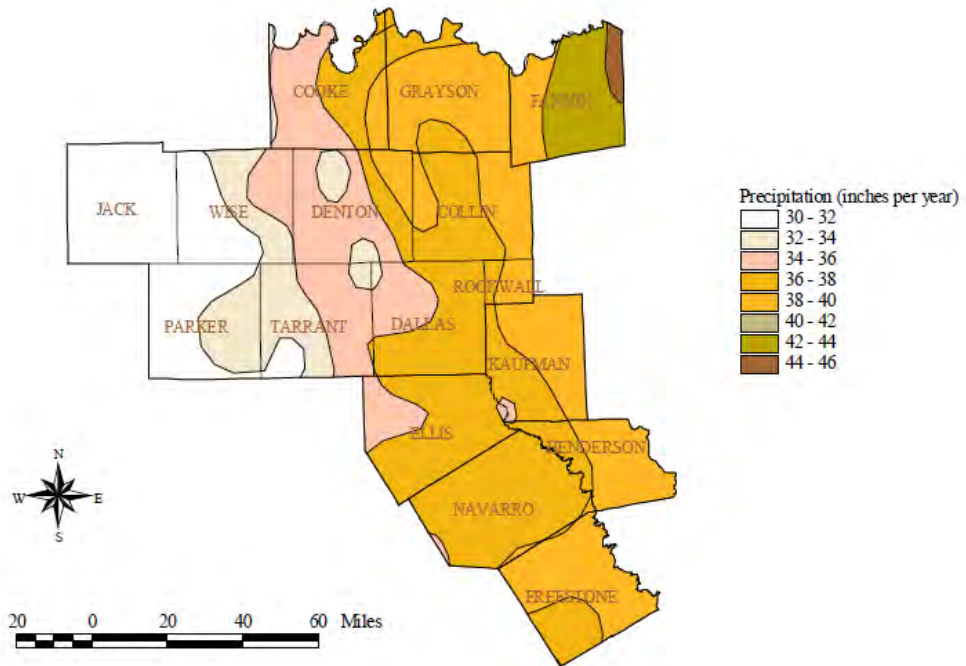 COOKE
GRAYSON
FANNIN
JACK
WISE
DENTON
COLLIN
ROCKWALL
PARKER
TARRANT
DALLAS
KAUFMAN
ELLIS
HENDERSON
NAVARRO
FREESTONE
Precipitation (inches per year)
30 - 32
32 - 34
34 - 36
36 - 38
38 - 40
40 - 42
42 - 44
44 - 46
N
W E
S
20 0 20 40 60 Miles